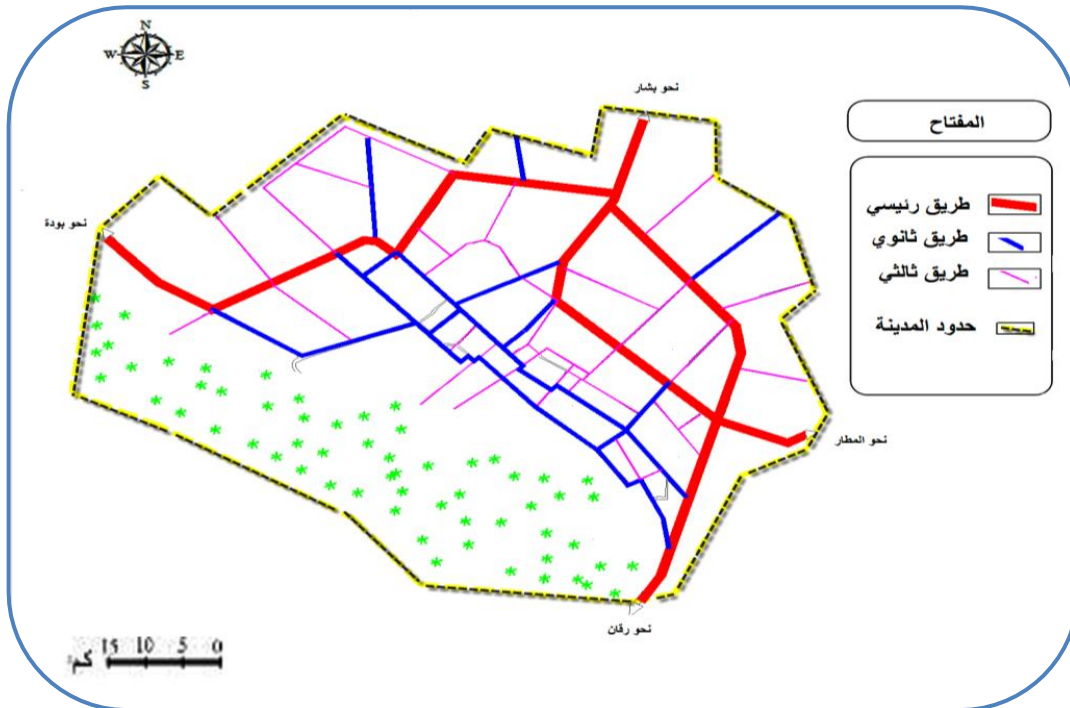 N
W E
S
نحو بشار
المفتاح
طريق رئيسي
طريق ثانوي
طريق ثالثي
حدود المدينة
نحو بودة
نحو المطار
نحو رقان
15 10 5 0
كم